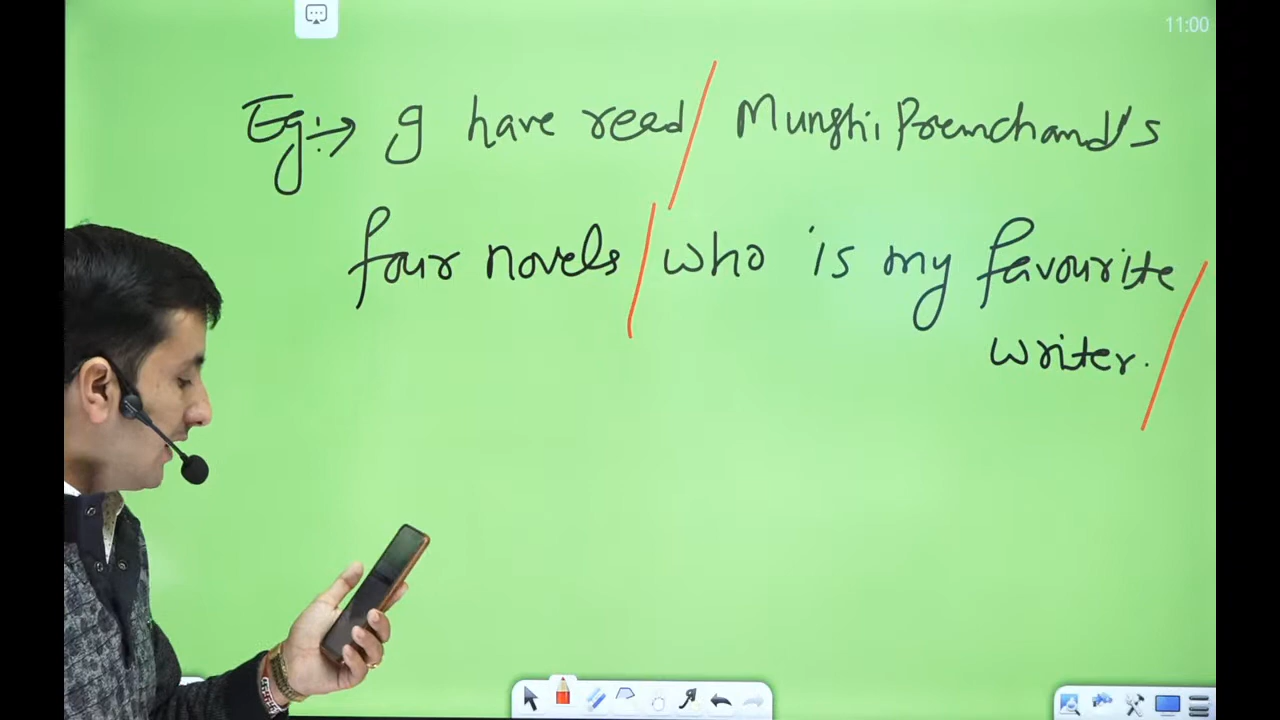 11:00
Eg:→ I have read / Munshi Premchand's
four novels / who is my favourite /
writer.